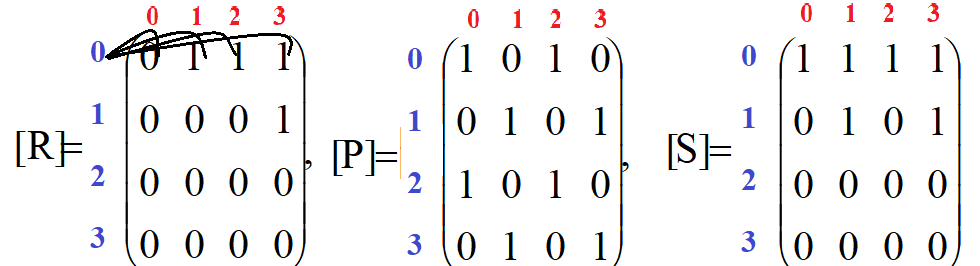 0 1 2 3 0 1 2 3 0 1 2 3
0 0 1 1 1 0 1 0 1 0 0 1 1 1 1
1 0 0 0 1 1 0 1 0 1 1 0 1 0 1
[R]= , [P]= , [S]=
2 0 0 0 0 2 1 0 1 0 2 0 0 0 0
3 0 0 0 0 3 0 1 0 1 3 0 0 0 0